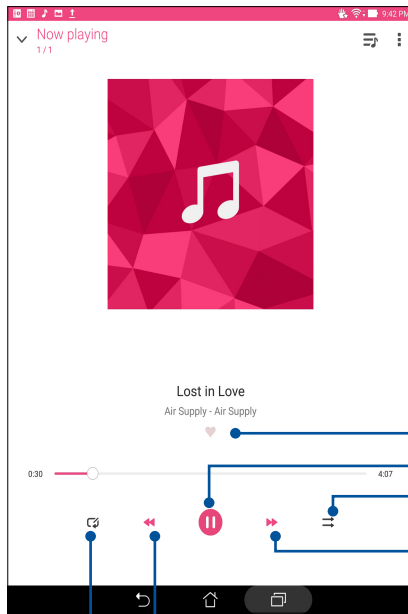 9:42 PM
Now playing
1/1
Lost in Love
Air Supply - Air Supply
0:30
4:07